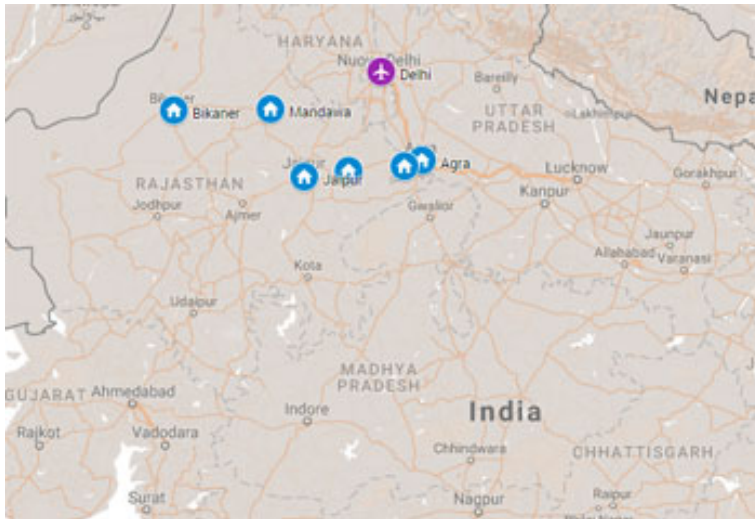 HARYANA
Delhi
Bareilly
Nepa
Bikaner
Mandawa
UTTAR
PRADESH
Lakhimpur
Agra
Jaipur
Lucknow
Gorakhpur
RAJASTHAN
Kanpur
Jodhpur
Ajmer
Gwalior
Jaunpur
Allahabad
Varanasi
Kota
Udaipur
MADHYA
PRADESH
GUJARAT
Ahmedabad
India
Indore
Rajkot
Vadodara
Chhindwara
CHHATTISGARH
Surat
Nagpur
Raipur